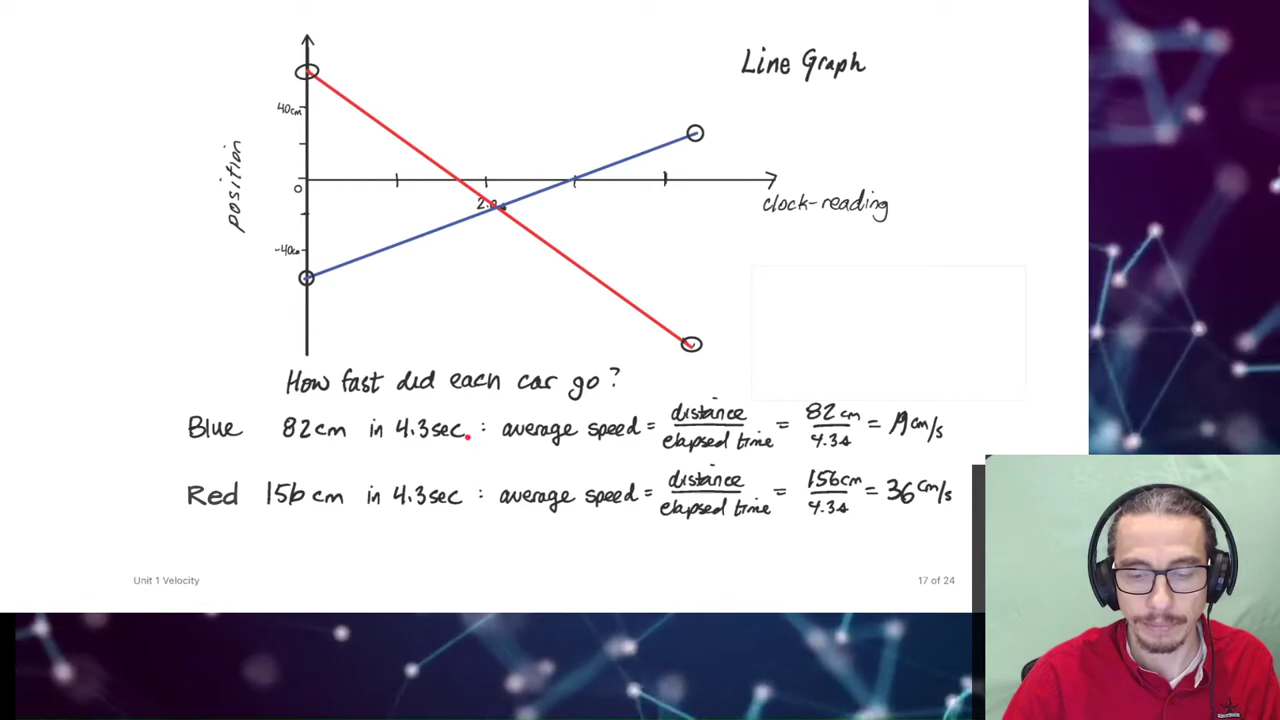 Line Graph
40cm
position
0
2.
clock-reading
-40cm
How fast did each car go?
Blue 82cm in 4.3sec : average speed = distance / elapsed time = 82cm / 4.3s = 19 cm/s
Red 156cm in 4.3sec : average speed = distance / elapsed time = 156cm / 4.3s = 36 cm/s
Unit 1 Velocity
17 of 24